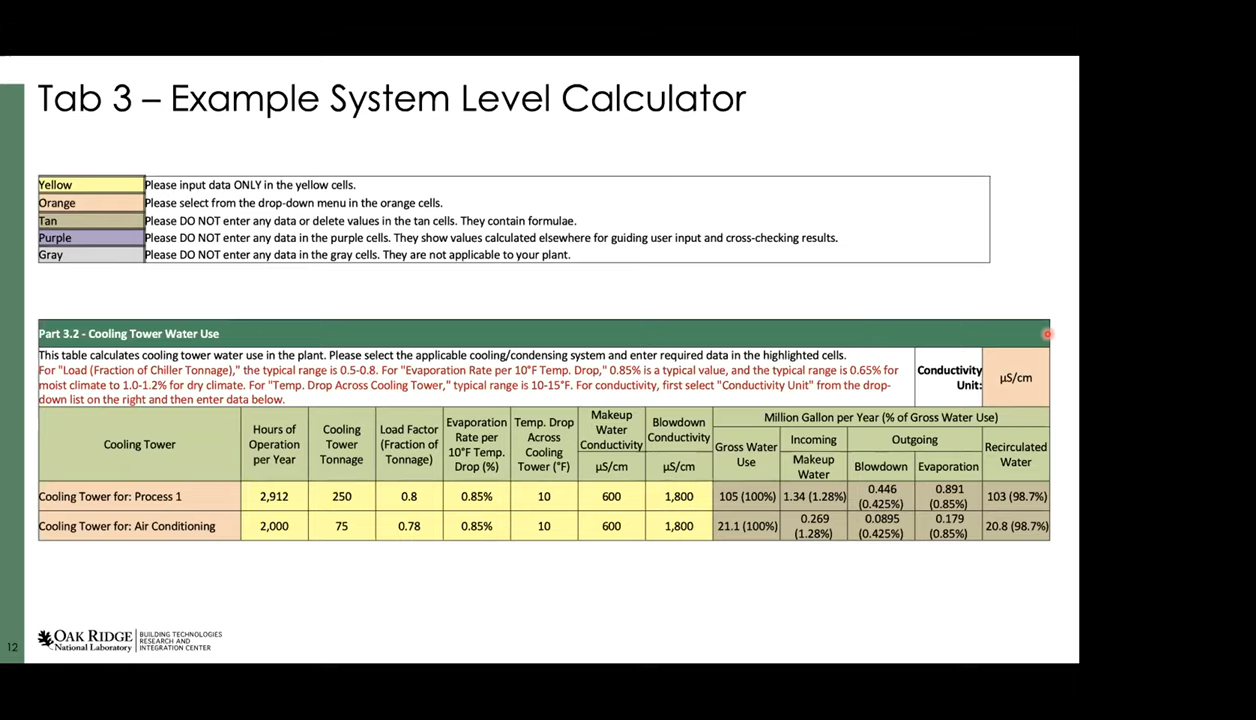 Tab 3 – Example System Level Calculator
Yellow Please input data ONLY in the yellow cells.
Orange Please select from the drop-down menu in the orange cells.
Tan Please DO NOT enter any data or delete values in the tan cells. They contain formulae.
Purple Please DO NOT enter any data in the purple cells. They show values calculated elsewhere for guiding user input and cross-checking results.
Gray Please DO NOT enter any data in the gray cells. They are not applicable to your plant.
Part 3.2 - Cooling Tower Water Use
This table calculates cooling tower water use in the plant. Please select the applicable cooling/condensing system and enter required data in the highlighted cells.
For "Load (Fraction of Chiller Tonnage)," the typical range is 0.5-0.8. For "Evaporation Rate per 10°F Temp. Drop," 0.85% is a typical value, and the typical range is 0.65% for
moist climate to 1.0-1.2% for dry climate. For "Temp. Drop Across Cooling Tower," typical range is 10-15°F. For conductivity, first select "Conductivity Unit" from the drop-
down list on the right and then enter data below.
Conductivity
Unit:
µS/cm
Cooling Tower
Hours of
Operation
per Year
Cooling
Tower
Tonnage
Load Factor
(Fraction of
Tonnage)
Evaporation
Rate per
10°F Temp.
Drop (%)
Temp. Drop
Across
Cooling
Tower (°F)
Makeup
Water
Conductivity
µS/cm
Blowdown
Conductivity
µS/cm
Million Gallon per Year (% of Gross Water Use)
Gross Water
Use
Incoming
Makeup
Water
Outgoing
Blowdown
Evaporation
Recirculated
Water
Cooling Tower for: Process 1 2,912 250 0.8 0.85% 10 600 1,800 105 (100%) 1.34 (1.28%) 0.446 (0.425%) 0.891 (0.85%) 103 (98.7%)
Cooling Tower for: Air Conditioning 2,000 75 0.78 0.85% 10 600 1,800 21.1 (100%) 0.269 (1.28%) 0.0895 (0.425%) 0.179 (0.85%) 20.8 (98.7%)
12
OAK RIDGE
National Laboratory
BUILDING TECHNOLOGIES
RESEARCH AND
INTEGRATION CENTER